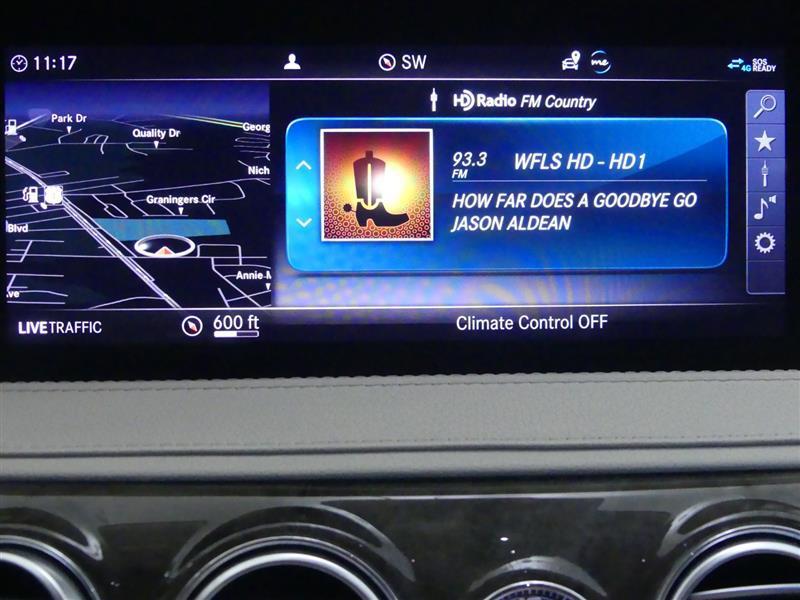 11:17
SW
me
4G SOS READY
HD Radio FM Country
Park Dr
Quality Dr
Georg
Nich
Graningers Cir
Blvd
Annie M
ve
93.3 FM WFLS HD - HD1
HOW FAR DOES A GOODBYE GO
JASON ALDEAN
LIVETRAFFIC
600 ft
Climate Control OFF